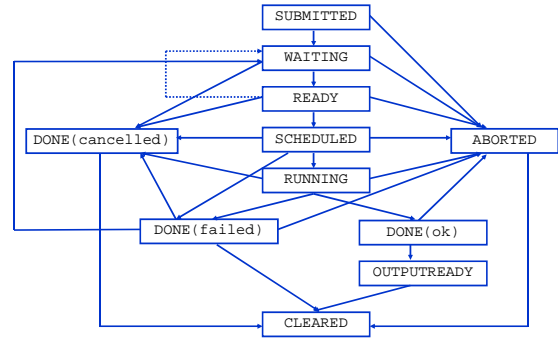 SUBMITTED
WAITING
READY
DONE(cancelled)
SCHEDULED
ABORTED
RUNNING
DONE(failed)
DONE(ok)
OUTPUTREADY
CLEARED